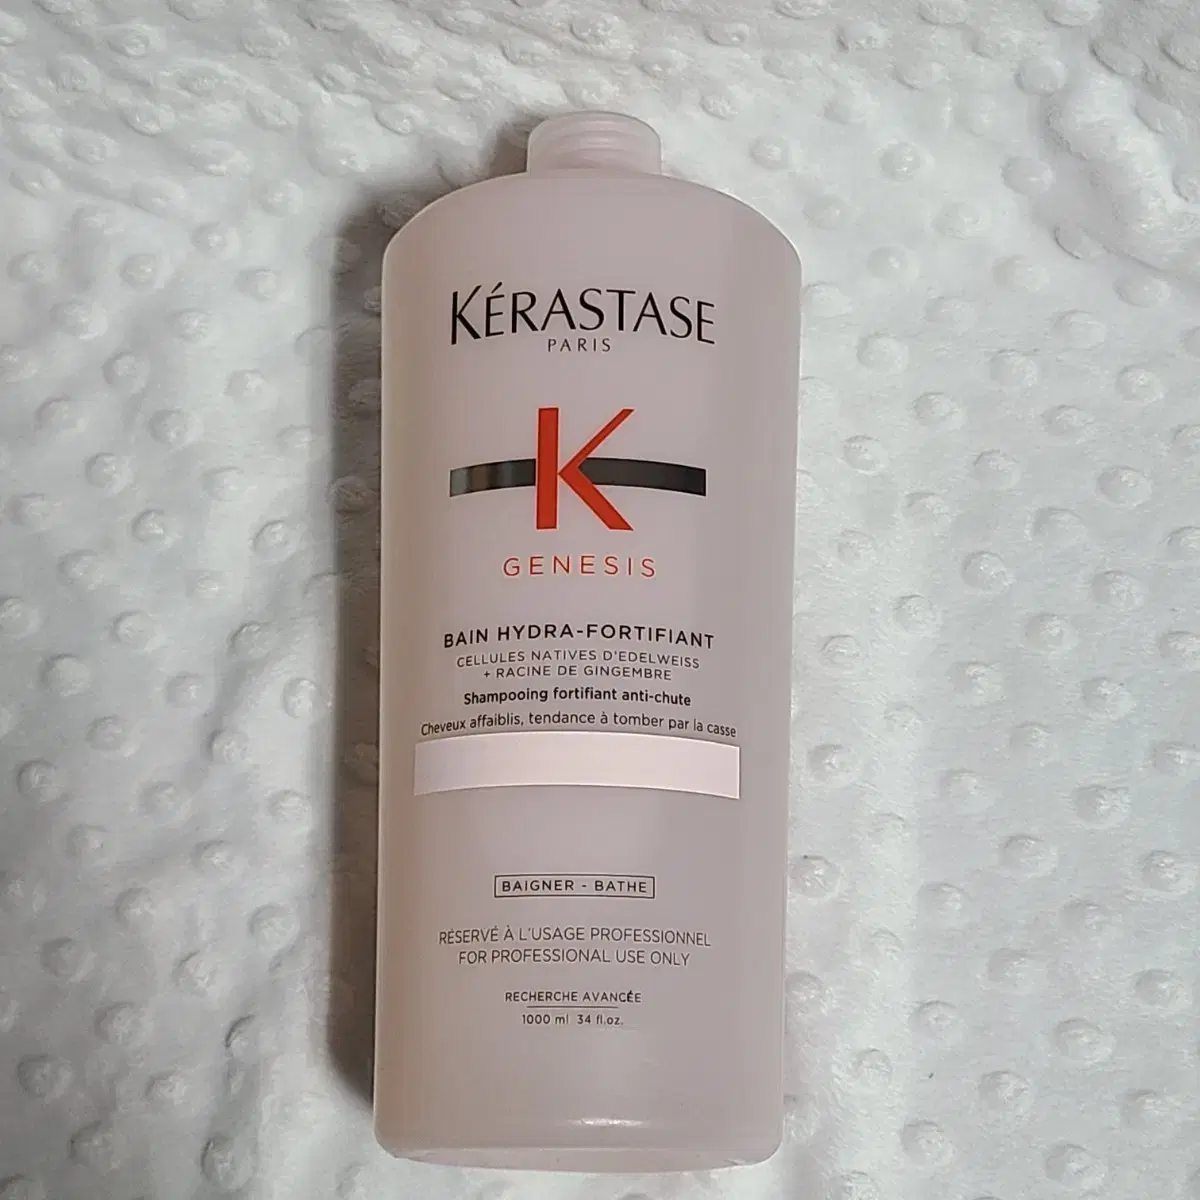 KÉRASTASE
PARIS
K
GENESIS
BAIN HYDRA-FORTIFIANT
CELLULES NATIVES D'EDELWEISS
+ RACINE DE GINGEMBRE
Shampooing fortifiant anti-chute
Cheveux affaiblis, tendance à tomber par la casse
BAIGNER - BATHE
RÉSERVÉ À L'USAGE PROFESSIONNEL
FOR PROFESSIONAL USE ONLY
RECHERCHE AVANCÉE
1000 ml 34 fl.oz.